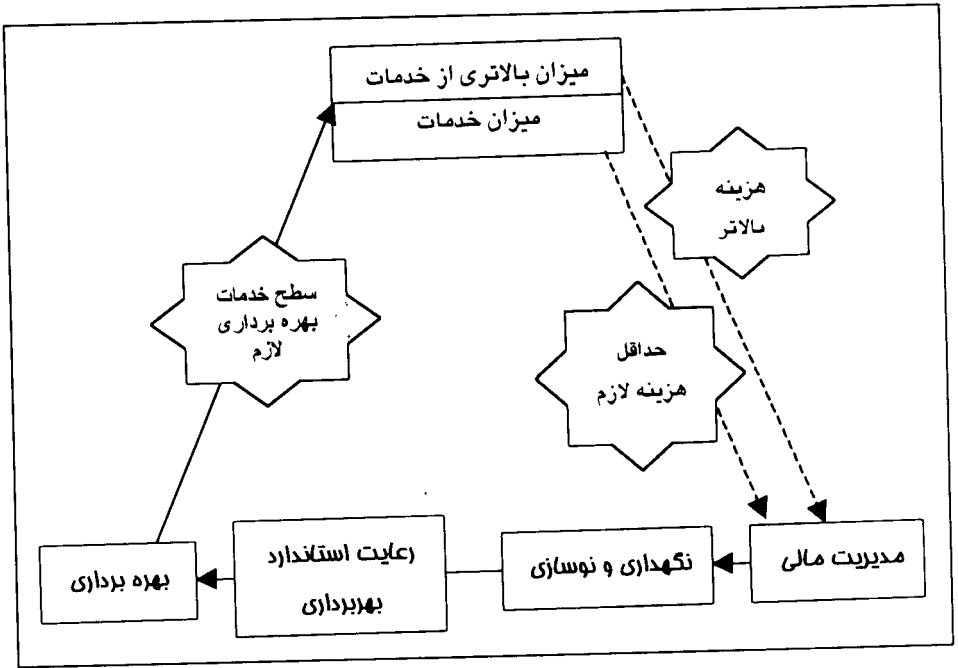 میزان بالاتری از خدمات
میزان خدمات
هزینه
بالاتر
سطح خدمات
بهره برداری
لازم
حداقل
هزینه لازم
مدیریت مالی
نگهداری و نوسازی
رعایت استاندارد
بهربرداری
بهره برداری